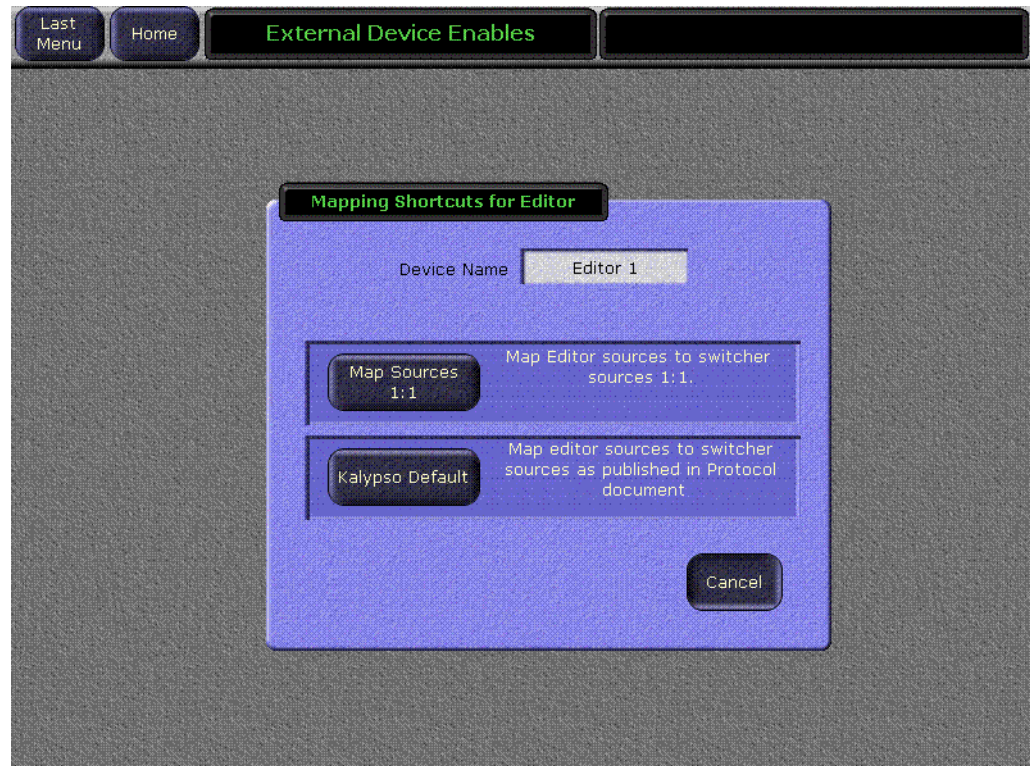 Last
Menu
Home
External Device Enables
Mapping Shortcuts for Editor
Device Name
Editor 1
Map Sources
1:1
Map Editor sources to switcher
sources 1:1.
Kalypso Default
Map editor sources to switcher
sources as published in Protocol
document
Cancel